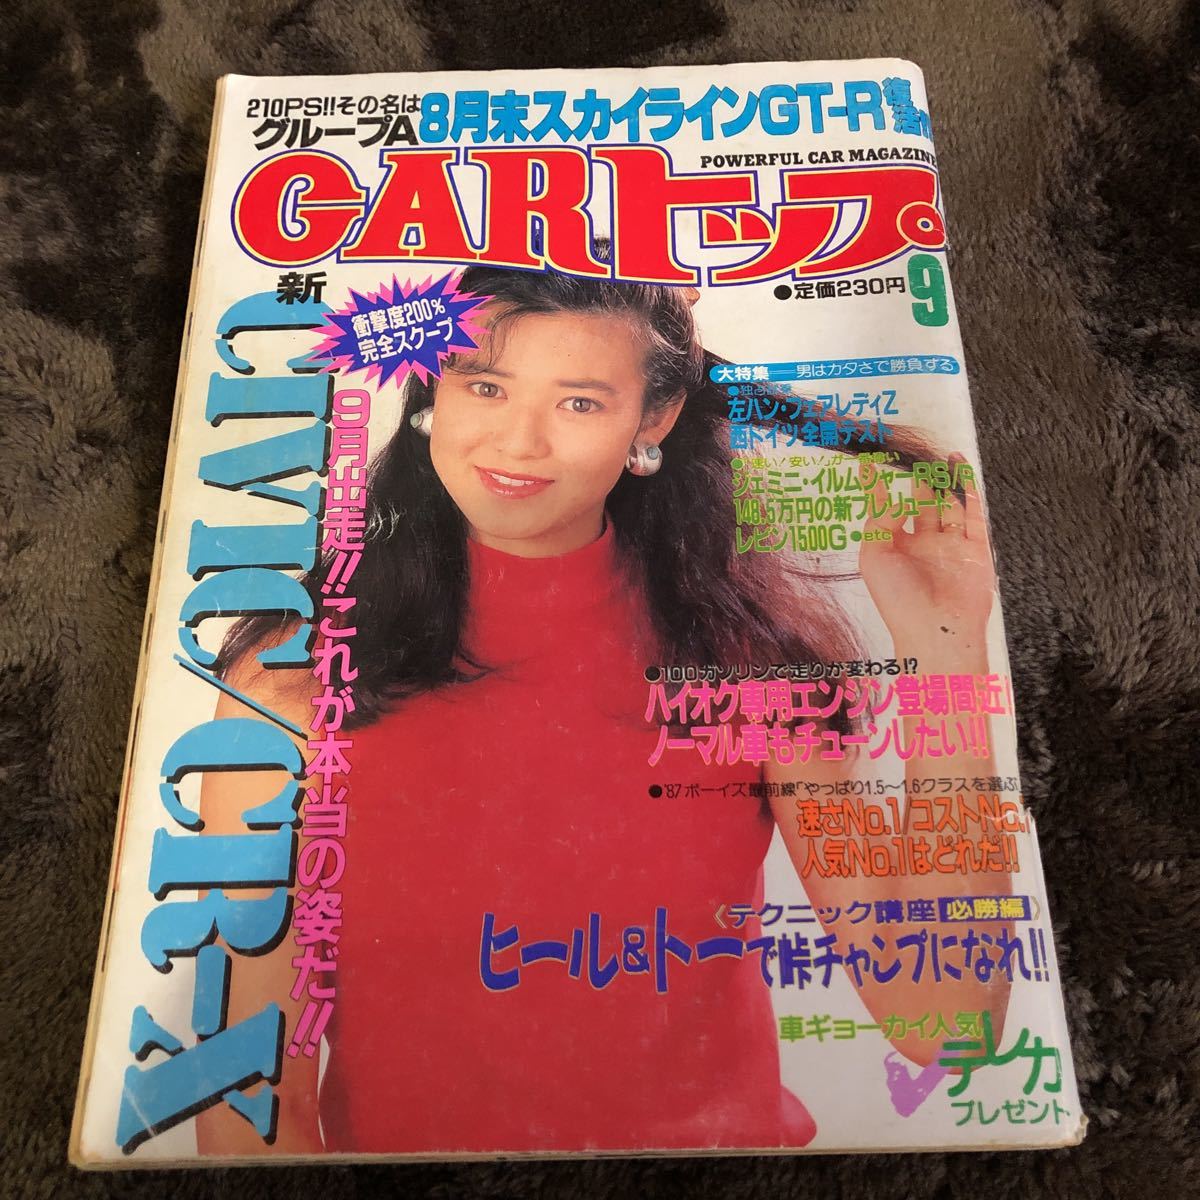 210PS!!その名は
グループA
8月末スカイラインGT-R
復活
POWERFUL CAR MAGAZINE
CARトップ
9
●定価230円
新
CIVIC/CR-X
衝撃度200%
完全スクープ
9月出走!!これが本当の姿だ!!
大特集
男はカタさで勝負する
左ハン・フェアレディZ
西ドイツ全開テスト
ジェミニ・イルムシャーRS/R
148.5万円の新プレリュード
レビン1500G●etc
●100ガソリンで走りが変わる!?
ハイオク専用エンジン登場間近!
ノーマル車もチューンしたい!!
●'87ボーイズ最前線「やっぱり1.5〜1.6クラスを選ぶ」
速さNo.1/コストNo.1
人気No.1はどれだ!!
《テクニック講座 必勝編》
ヒール&トーで峠チャンプになれ!!
車ギョーカイ人気
テレカ
プレゼント